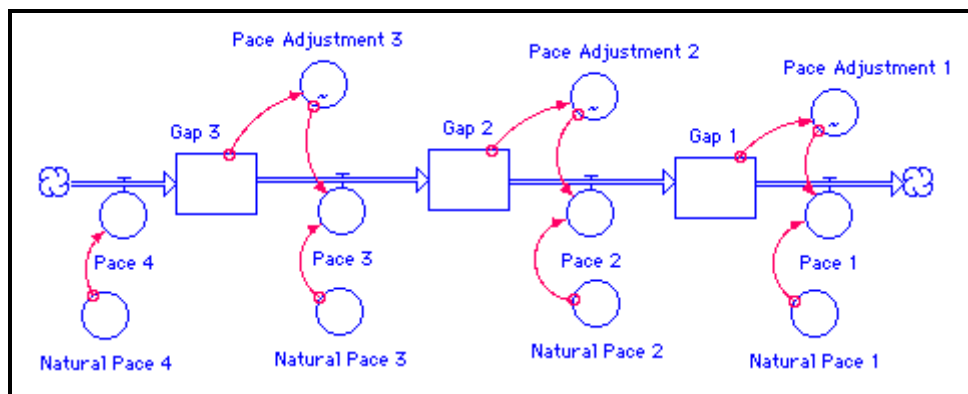 Pace Adjustment 3
Pace Adjustment 2
Pace Adjustment 1
Gap 3
Gap 2
Gap 1
~
~
~
Pace 4
Pace 3
Pace 2
Pace 1
Natural Pace 4
Natural Pace 3
Natural Pace 2
Natural Pace 1